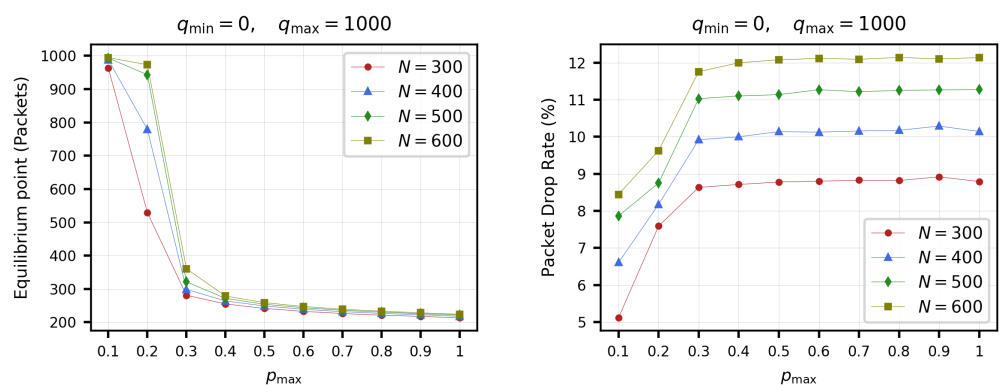 q_min = 0,   q_max = 1000
Equilibrium point (Packets)
1000
900
800
700
600
500
400
300
200
N = 300
N = 400
N = 500
N = 600
0.1 0.2 0.3 0.4 0.5 0.6 0.7 0.8 0.9 1
p_max
q_min = 0,   q_max = 1000
Packet Drop Rate (%)
12
11
10
9
8
7
6
5
N = 300
N = 400
N = 500
N = 600
0.1 0.2 0.3 0.4 0.5 0.6 0.7 0.8 0.9 1
p_max